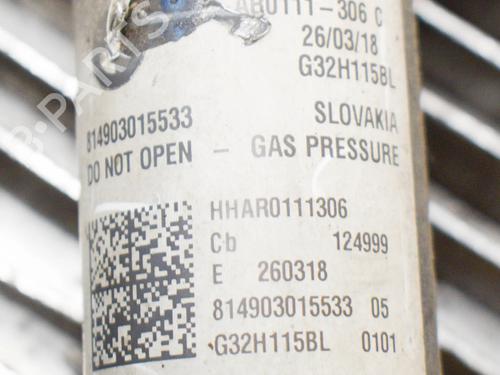 AR0111-306 C
26/03/18
G32H115BL
814903015533 SLOVAKIA
DO NOT OPEN - GAS PRESSURE
HHAR0111306
Cb 124999
E 260318
814903015533 05
G32H115BL 0101